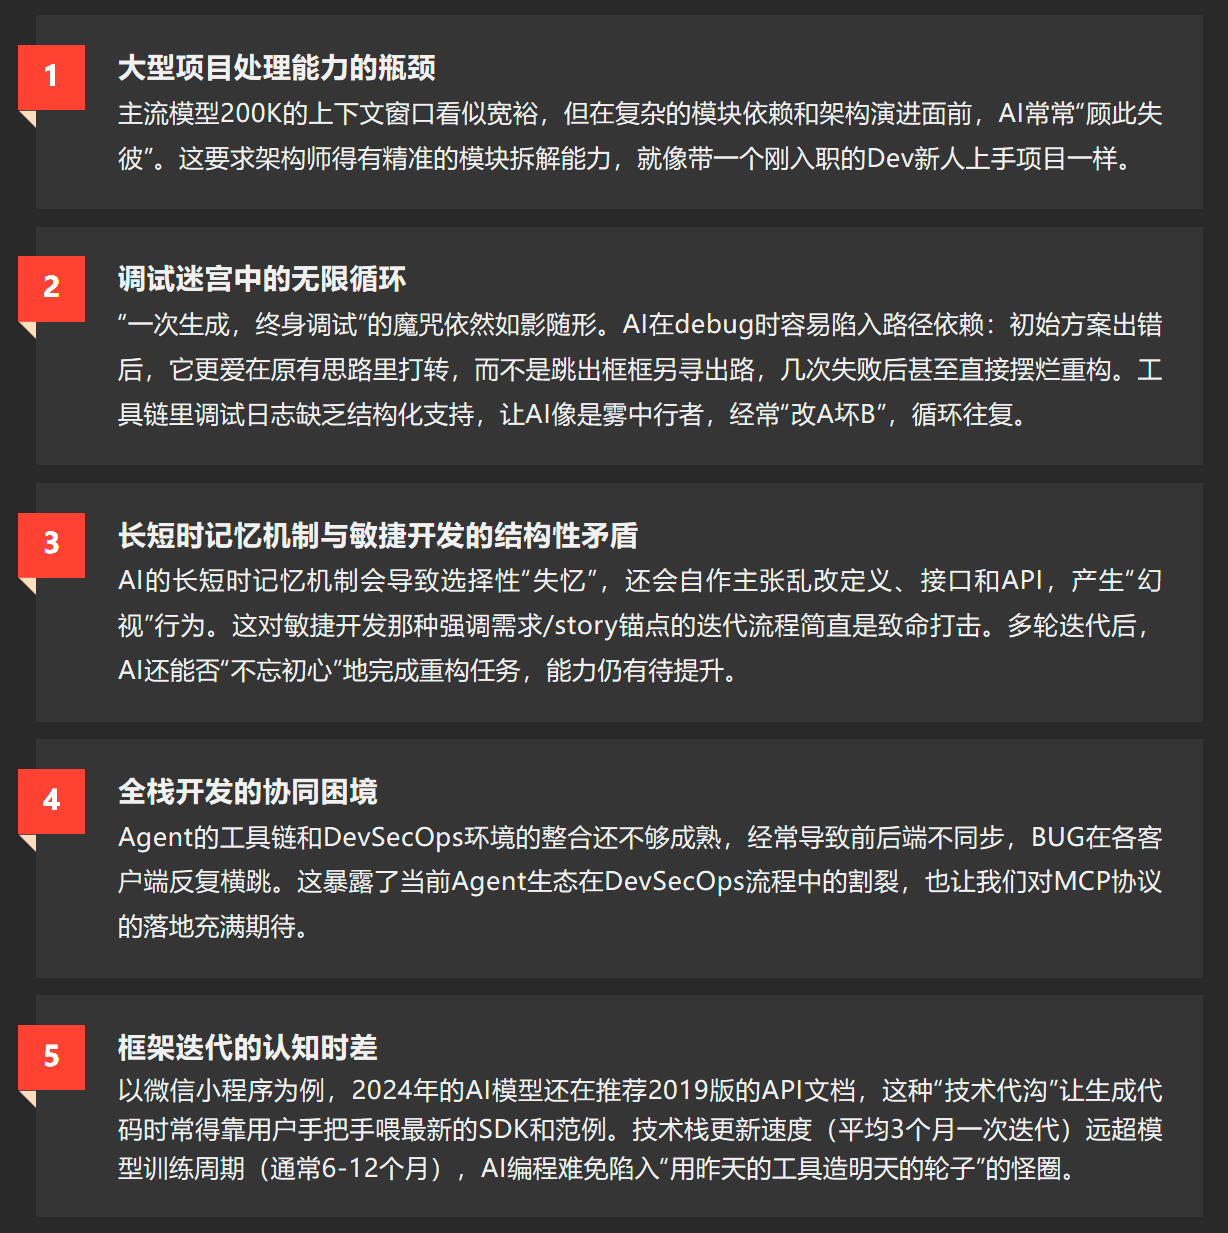 1
大型项目处理能力的瓶颈
主流模型200K的上下文窗口看似宽裕，但在复杂的模块依赖和架构演进面前，AI常常“顾此失
彼”。这要求架构师得有精准的模块拆解能力，就像带一个刚入职的Dev新人上手项目一样。
2
调试迷宫中的无限循环
“一次生成，终身调试”的魔咒依然如影随形。AI在debug时容易陷入路径依赖：初始方案出错
后，它更爱在原有思路里打转，而不是跳出框框另寻出路，几次失败后甚至直接摆烂重构。工
具链里调试日志缺乏结构化支持，让AI像是雾中行者，经常“改A坏B”，循环往复。
3
长短时记忆机制与敏捷开发的结构性矛盾
AI的长短时记忆机制会导致选择性“失忆”，还会自作主张乱改定义、接口和API，产生“幻
视”行为。这对敏捷开发那种强调需求/story锚点的迭代流程简直是致命打击。多轮迭代后，
AI还能否“不忘初心”地完成重构任务，能力仍有待提升。
4
全栈开发的协同困境
Agent的工具链和DevSecOps环境的整合还不够成熟，经常导致前后端不同步，BUG在各客
户端反复横跳。这暴露了当前Agent生态在DevSecOps流程中的割裂，也让我们对MCP协议
的落地充满期待。
5
框架迭代的认知时差
以微信小程序为例，2024年的AI模型还在推荐2019版的API文档，这种“技术代沟”让生成代
码时常得靠用户手把手喂最新的SDK和范例。技术栈更新速度（平均3个月一次迭代）远超模
型训练周期（通常6-12个月），AI编程难免陷入“用昨天的工具造明天的轮子”的怪圈。